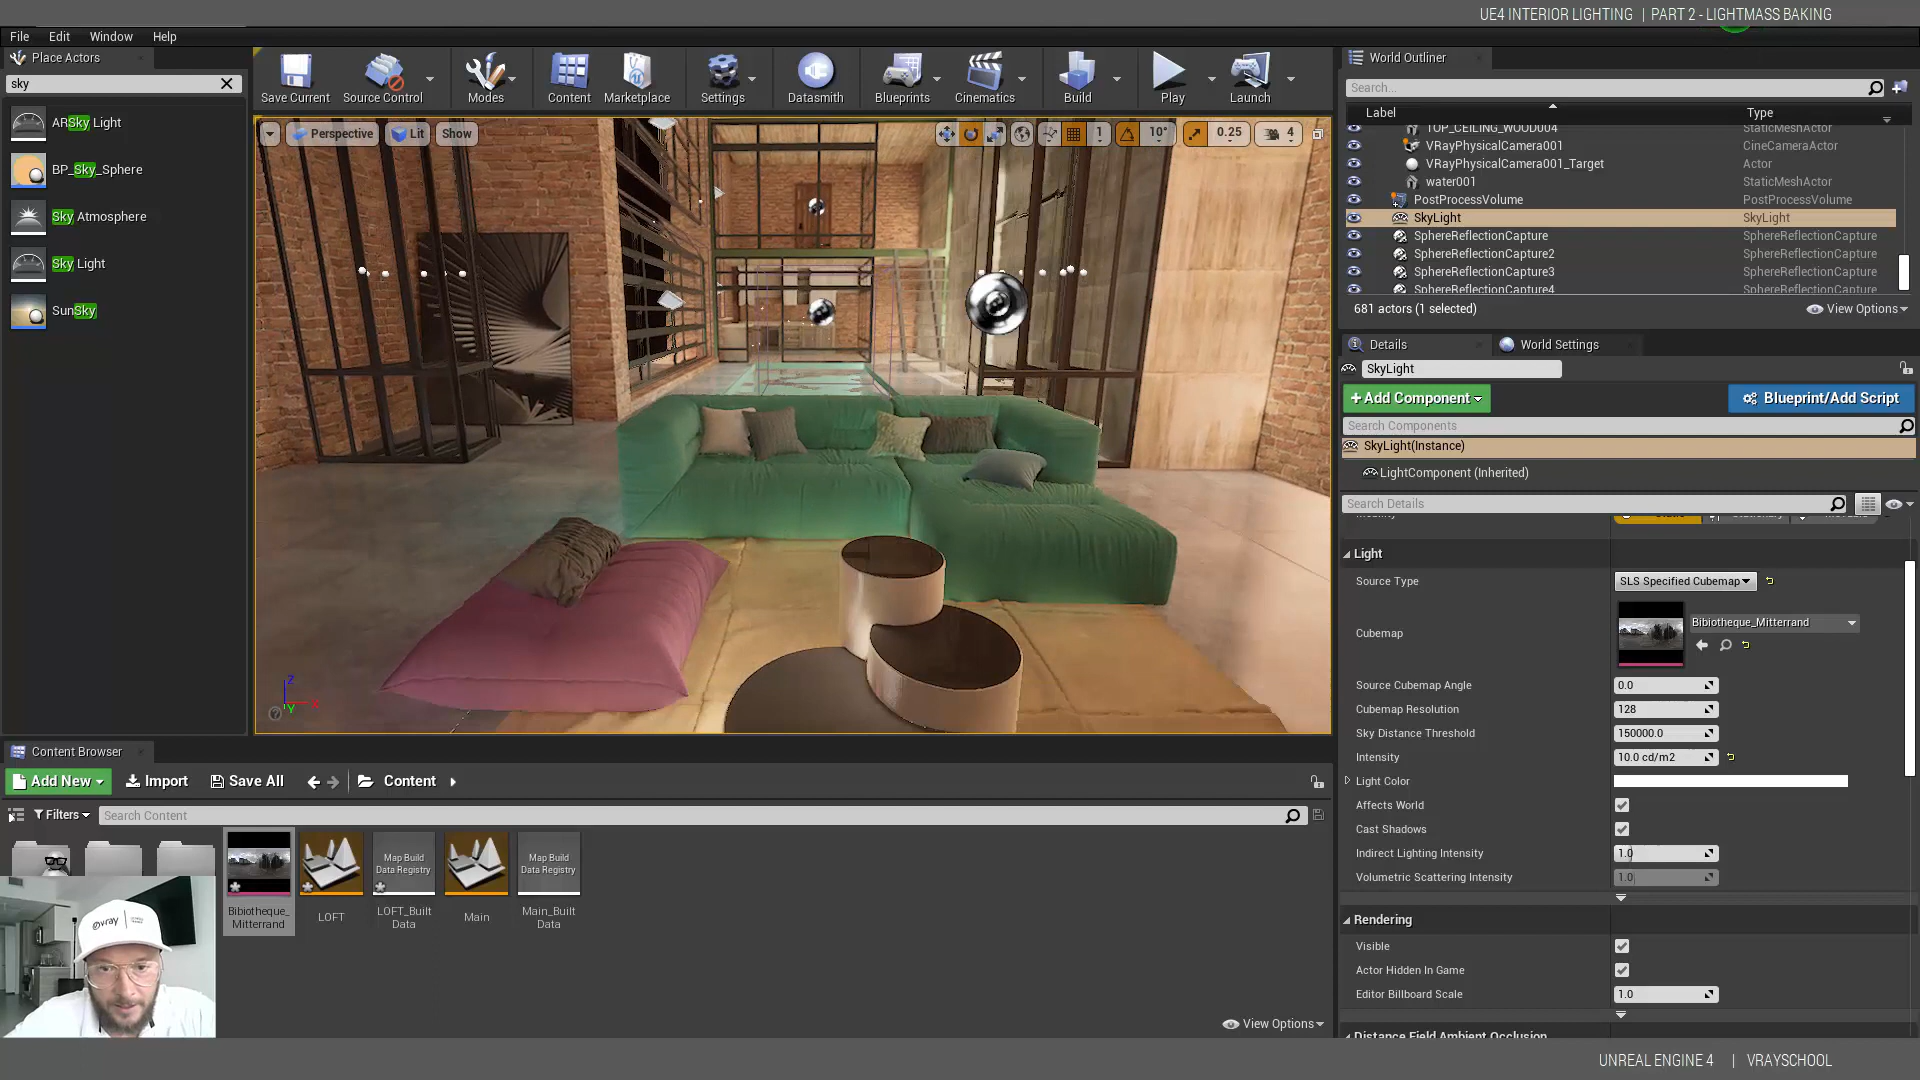 UE4 INTERIOR LIGHTING | PART 2 - LIGHTMASS BAKING
File Edit Window Help
Place Actors
sky
ARSky Light
BP_Sky_Sphere
Sky Atmosphere
Sky Light
SunSky
Save Current Source Control Modes Content Marketplace Settings Datasmith Blueprints Cinematics Build Play Launch
Perspective Lit Show 1 10° 0.25 4
World Outliner
Search...
Label Type
TOP_CEILING_WOOD004 StaticMeshActor
VRayPhysicalCamera001 CineCameraActor
VRayPhysicalCamera001_Target Actor
water001 StaticMeshActor
PostProcessVolume PostProcessVolume
SkyLight SkyLight
SphereReflectionCapture SphereReflectionCapture
SphereReflectionCapture2 SphereReflectionCapture
SphereReflectionCapture3 SphereReflectionCapture
SphereReflectionCapture4 SphereReflectionCapture
681 actors (1 selected) View Options
Details World Settings
SkyLight
+Add Component Blueprint/Add Script
Search Components
SkyLight(Instance)
LightComponent (Inherited)
Search Details
Light
Source Type SLS Specified Cubemap
Cubemap Bibiotheque_Mitterrand
Source Cubemap Angle 0.0
Cubemap Resolution 128
Sky Distance Threshold 150000.0
Intensity 10.0 cd/m2
Light Color
Affects World
Cast Shadows
Indirect Lighting Intensity 1.0
Volumetric Scattering Intensity 1.0
Rendering
Visible
Actor Hidden In Game
Editor Billboard Scale 1.0
Distance Field Ambient Occlusion
Z
X
Y
Content Browser
Add New Import Save All Content
Filters Search Content
Map Build
Data Registry
Map Build
Data Registry
Bibiotheque_
Mitterrand
LOFT
LOFT_Built
Data
Main
Main_Built
Data
View Options
vray
UNREAL ENGINE 4 | VRAYSCHOOL